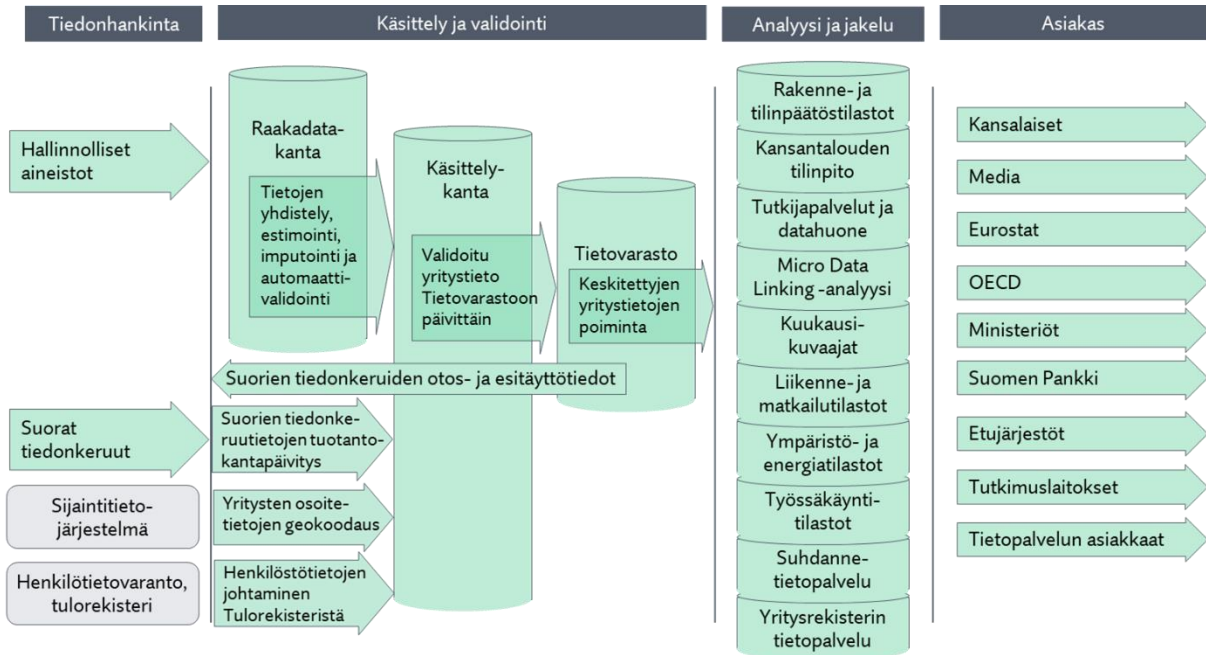 Tiedonhankinta
Käsittely ja validointi
Analyysi ja jakelu
Asiakas
Hallinnolliset
aineistot
Suorat
tiedonkeruut
Sijaintitieto-
järjestelmä
Henkilötietovaranto,
tulorekisteri
Raakadata-
kanta
Tietojen
yhdistely,
estimointi,
imputointi ja
automaatti-
validointi
Käsittely-
kanta
Validoitu
yritystieto
Tietovarastoon
päivittäin
Tietovarasto
Keskitettyjen
yritystietojen
poiminta
Suorien tiedonkeruiden otos- ja esitäyttötiedot
Suorien tiedonke-
ruutietojen tuotanto-
kantapäivitys
Yritysten osoite-
tietojen geokoodaus
Henkilöstötietojen
johtaminen
Tulorekisteristä
Rakenne- ja
tilinpäätöstilastot
Kansantalouden
tilinpito
Tutkijapalvelut ja
datahuone
Micro Data
Linking -analyysi
Kuukausi-
kuvaajat
Liikenne- ja
matkailutilastot
Ympäristö- ja
energiatilastot
Työssäkäynti-
tilastot
Suhdanne-
tietopalvelu
Yritysrekisterin
tietopalvelu
Kansalaiset
Media
Eurostat
OECD
Ministeriöt
Suomen Pankki
Etujärjestöt
Tutkimuslaitokset
Tietopalvelun asiakkaat